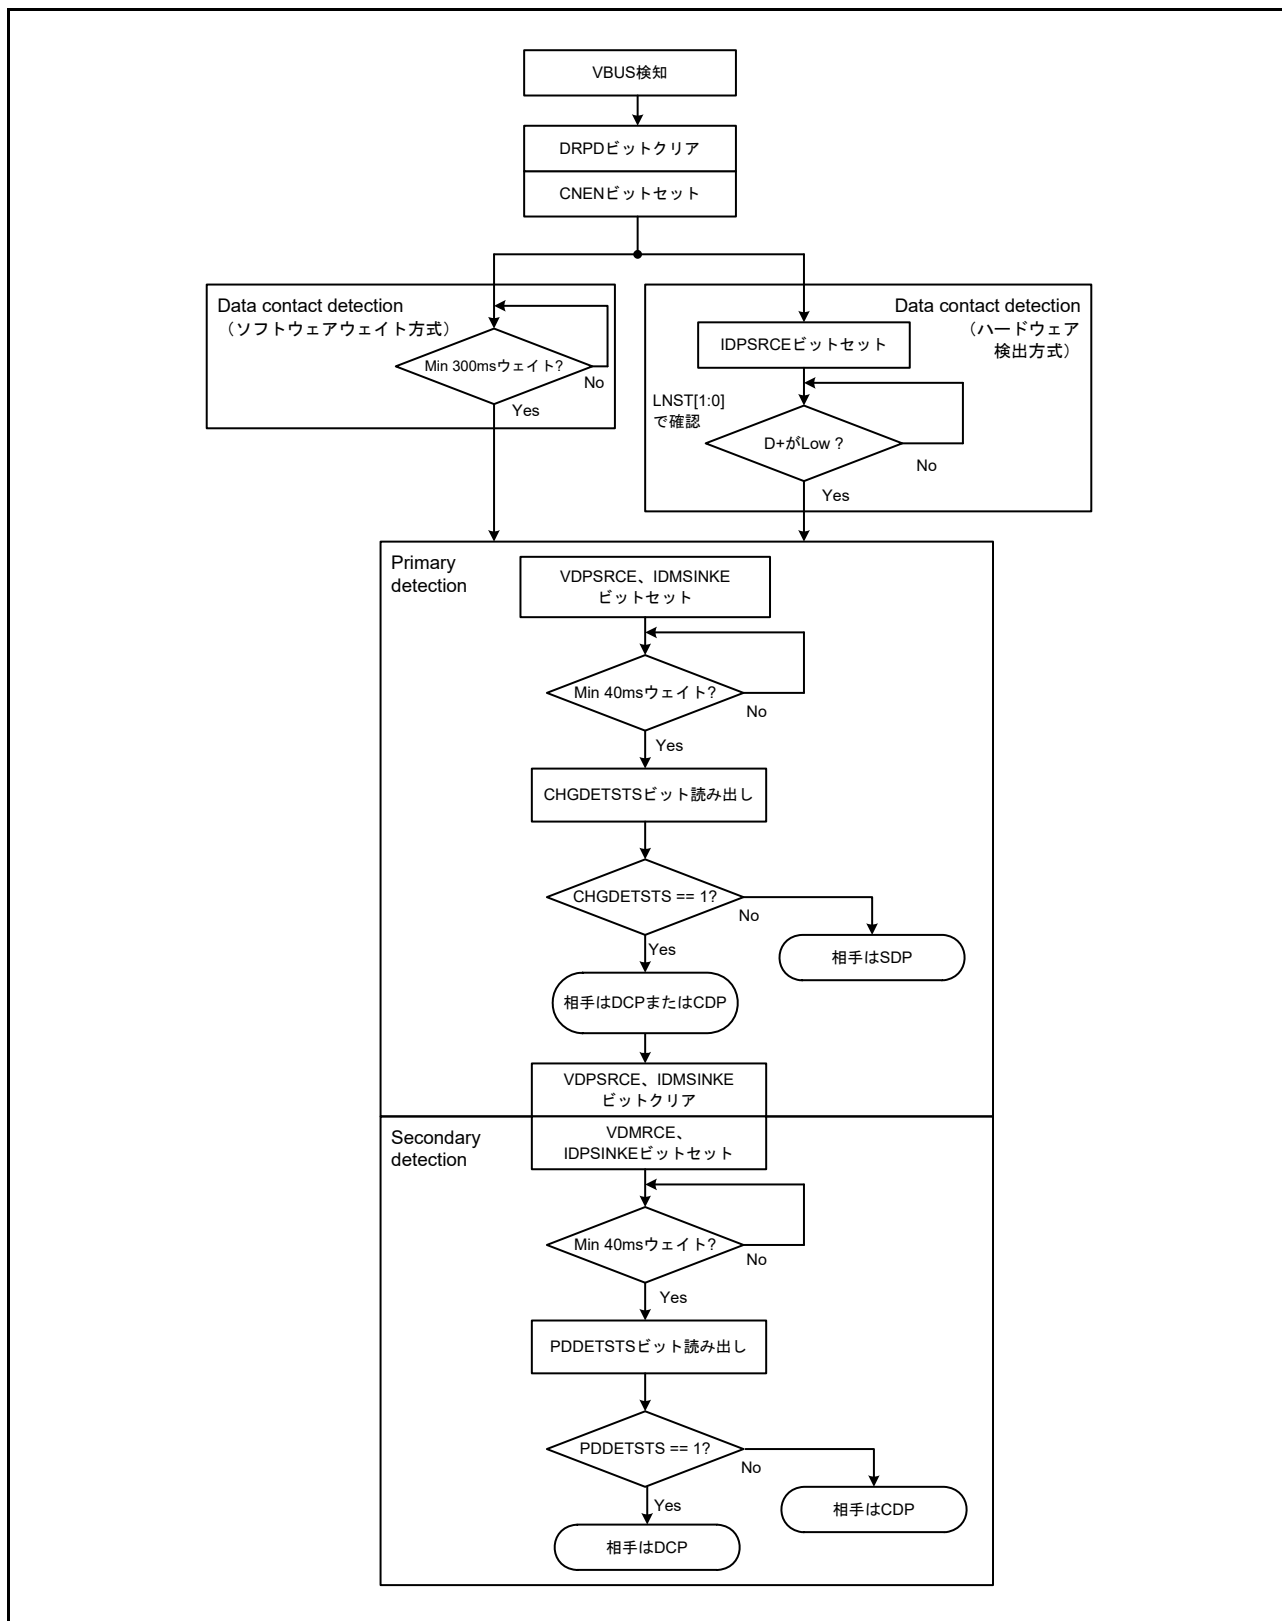 VBUS検知
DRPDビットクリア
CNENビットセット
Data contact detection
（ソフトウェアウェイト方式）
Min 300msウェイト?
No
Yes
Data contact detection
（ハードウェア
検出方式）
IDPSRCEビットセット
LNST[1:0]
で確認
D+がLow ?
No
Yes
Primary
detection
VDPSRCE、IDMSINKE
ビットセット
Min 40msウェイト?
No
Yes
CHGDETSTSビット読み出し
CHGDETSTS == 1?
No
Yes
相手はSDP
相手はDCPまたはCDP
VDPSRCE、IDMSINKE
ビットクリア
Secondary
detection
VDMRCE、
IDPSINKEビットセット
Min 40msウェイト?
No
Yes
PDDETSTSビット読み出し
PDDETSTS == 1?
No
Yes
相手はCDP
相手はDCP